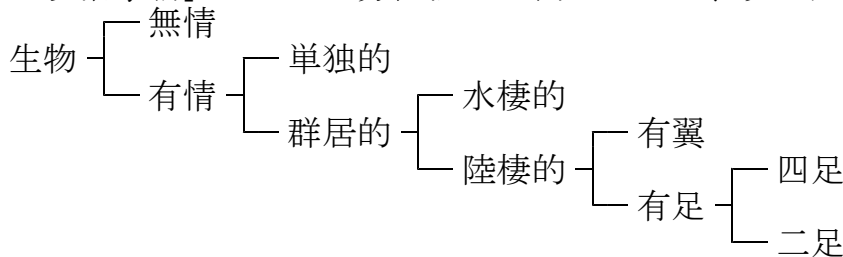 無情
生物
単独的
有情
水棲的
群居的
有翼
陸棲的
四足
有足
二足